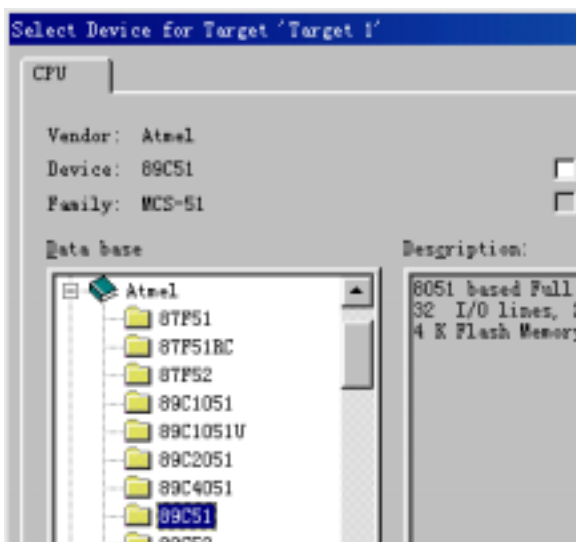 Select Device for Target 'Target 1'
CPU
Vendor: Atmel
Device: 89C51
Family: MCS-51
Data base
Description:
Atmel
87F51
87F51RC
87F52
89C1051
89C1051U
89C2051
89C4051
89C51
8051 based Full
32 I/O lines,
4 K Flash Memory